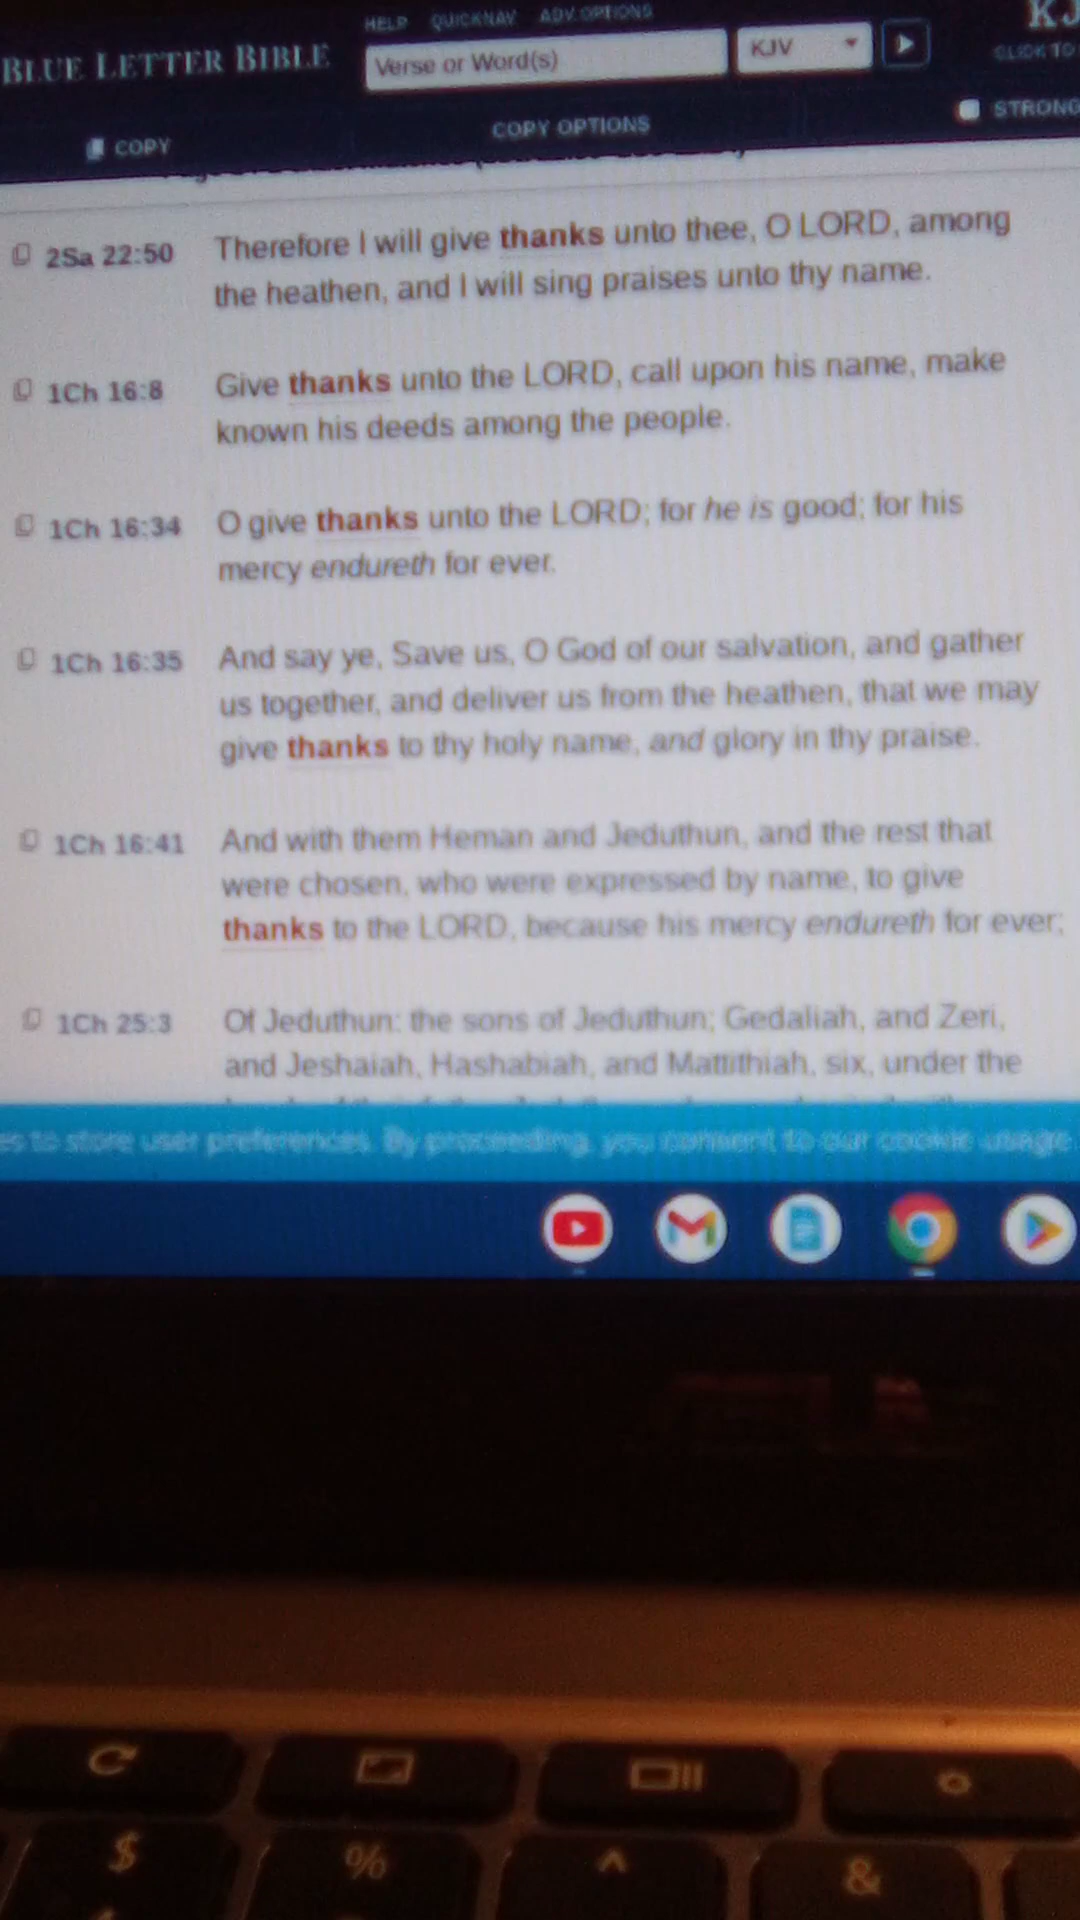 HELP QUICKNAV ADV OPTIONS
BLUE LETTER BIBLE
Verse or Word(s)
KJV
KJ
CLICK TO
COPY
COPY OPTIONS
STRONG
2Sa 22:50 Therefore I will give thanks unto thee, O LORD, among
the heathen, and I will sing praises unto thy name.
1Ch 16:8 Give thanks unto the LORD, call upon his name, make
known his deeds among the people.
1Ch 16:34 O give thanks unto the LORD; for he is good; for his
mercy endureth for ever.
1Ch 16:35 And say ye, Save us, O God of our salvation, and gather
us together, and deliver us from the heathen, that we may
give thanks to thy holy name, and glory in thy praise.
1Ch 16:41 And with them Heman and Jeduthun, and the rest that
were chosen, who were expressed by name, to give
thanks to the LORD, because his mercy endureth for ever;
1Ch 25:3 Of Jeduthun: the sons of Jeduthun; Gedaliah, and Zeri,
and Jeshaiah, Hashabiah, and Mattithiah, six, under the
es to store user preferences. By proceeding, you consent to our cookie usage
$ % ^ &